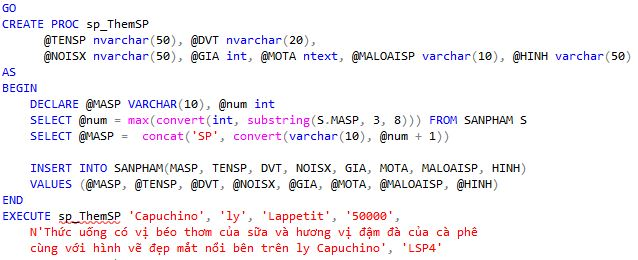 GO
CREATE PROC sp_ThemSP
@TENSP nvarchar(50), @DVT nvarchar(20),
@NOISX nvarchar(50), @GIA int, @MOTA ntext, @MALOAISP varchar(10), @HINH varchar(50)
AS
BEGIN
DECLARE @MASP VARCHAR(10), @num int
SELECT @num = max(convert(int, substring(S.MASP, 3, 8))) FROM SANPHAM S
SELECT @MASP =  concat('SP', convert(varchar(10), @num + 1))
INSERT INTO SANPHAM(MASP, TENSP, DVT, NOISX, GIA, MOTA, MALOAISP, HINH)
VALUES (@MASP, @TENSP, @DVT, @NOISX, @GIA, @MOTA, @MALOAISP, @HINH)
END
EXECUTE sp_ThemSP 'Capuchino', 'ly', 'Lappetit', '50000',
N'Thức uống có vị béo thơm của sữa và hương vị đậm đà của cà phê
cùng với hình vẽ đẹp mắt nổi bên trên ly Capuchino', 'LSP4'